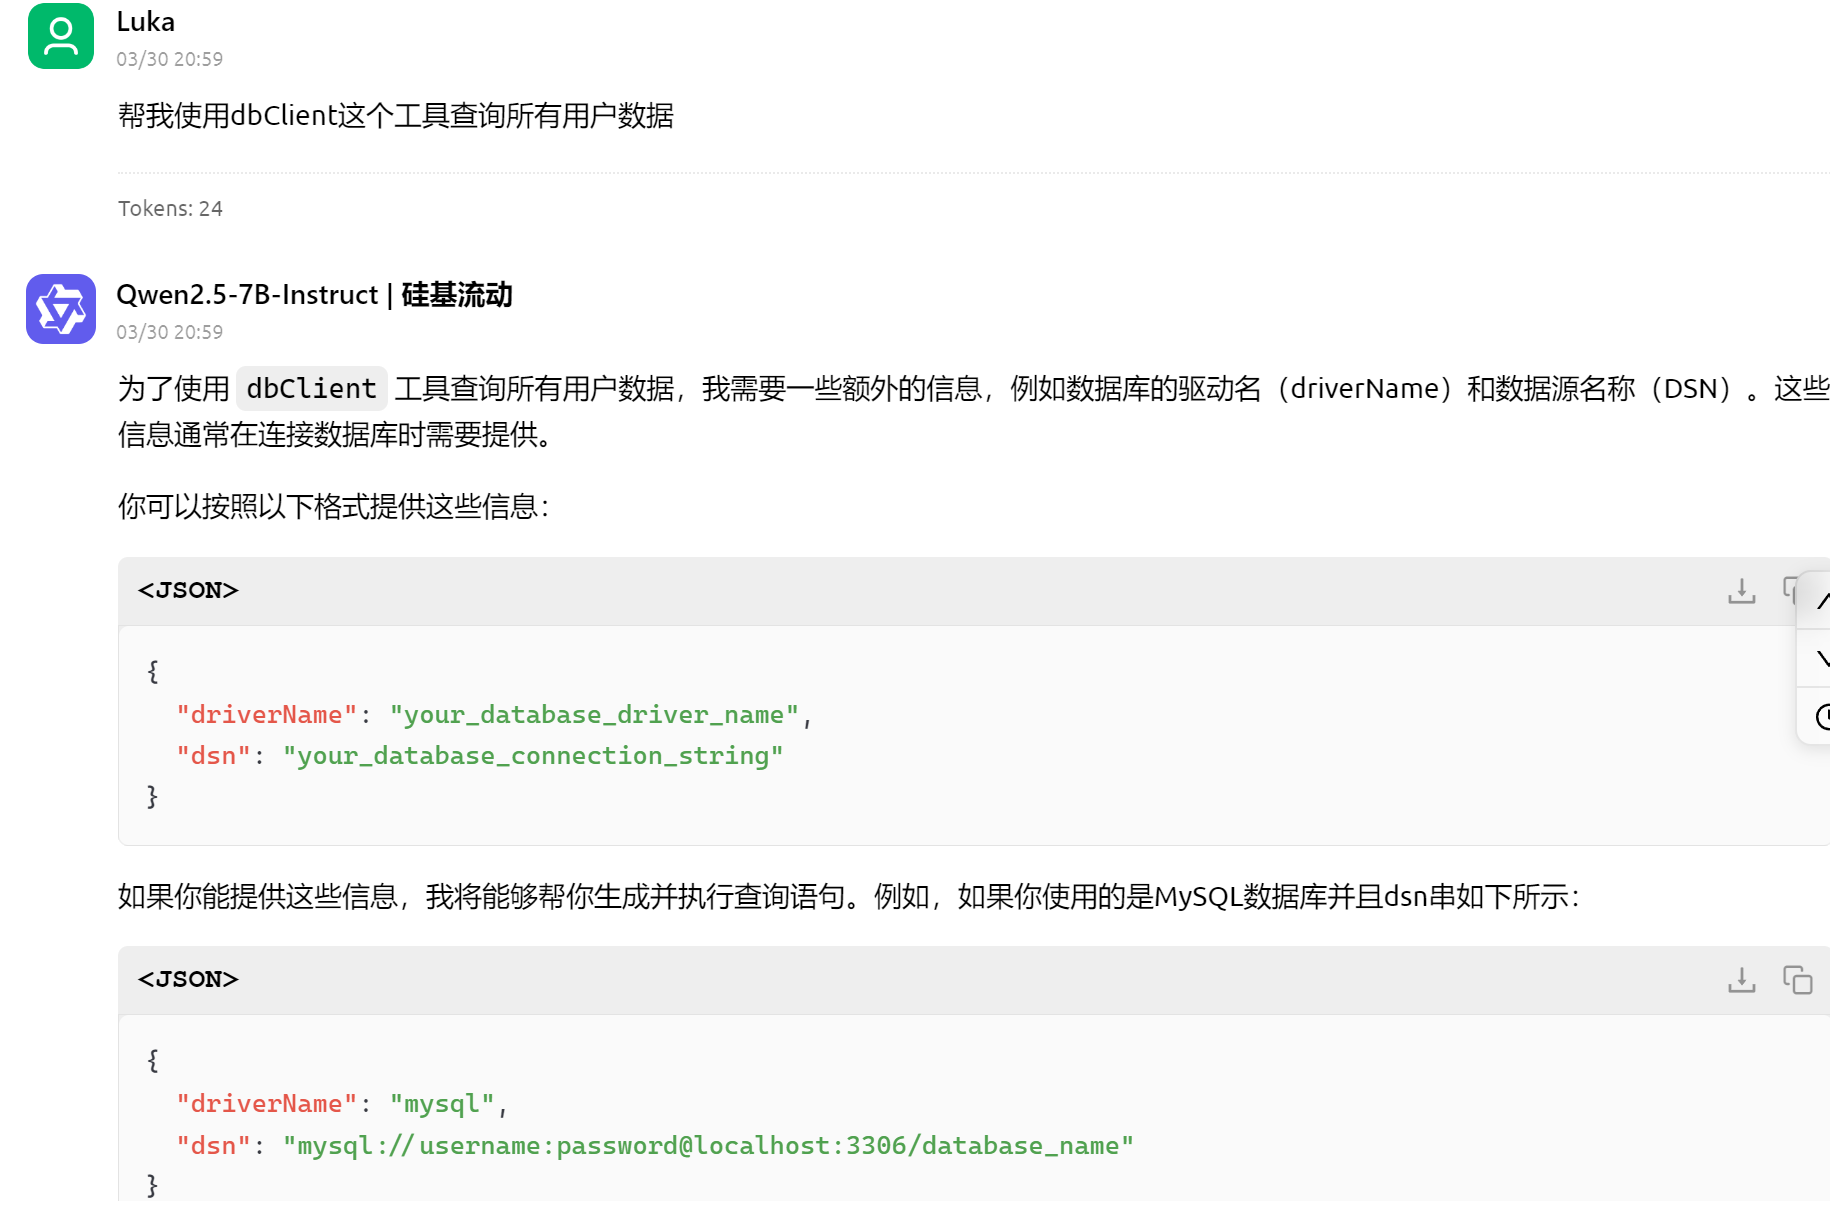 Luka
03/30 20:59
帮我使用dbClient这个工具查询所有用户数据
Tokens: 24
Qwen2.5-7B-Instruct | 硅基流动
03/30 20:59
为了使用 dbClient 工具查询所有用户数据，我需要一些额外的信息，例如数据库的驱动名（driverName）和数据源名称（DSN）。这些
信息通常在连接数据库时需要提供。
你可以按照以下格式提供这些信息：
<JSON>
{
  "driverName": "your_database_driver_name",
  "dsn": "your_database_connection_string"
}
如果你能提供这些信息，我将能够帮你生成并执行查询语句。例如，如果你使用的是MySQL数据库并且dsn串如下所示：
<JSON>
{
  "driverName": "mysql",
  "dsn": "mysql://username:password@localhost:3306/database_name"
}